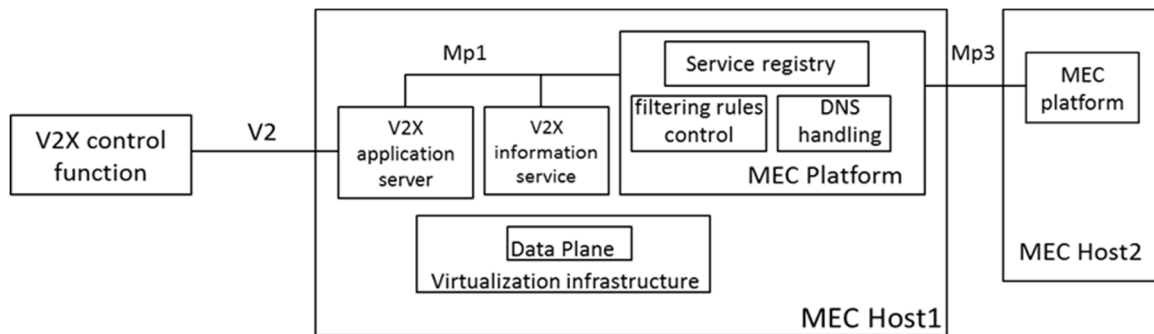 V2X control
function
V2
Mp1
V2X
application
server
V2X
information
service
Service registry
filtering rules
control
DNS
handling
MEC Platform
Data Plane
Virtualization infrastructure
MEC Host1
Mp3
MEC
platform
MEC Host2